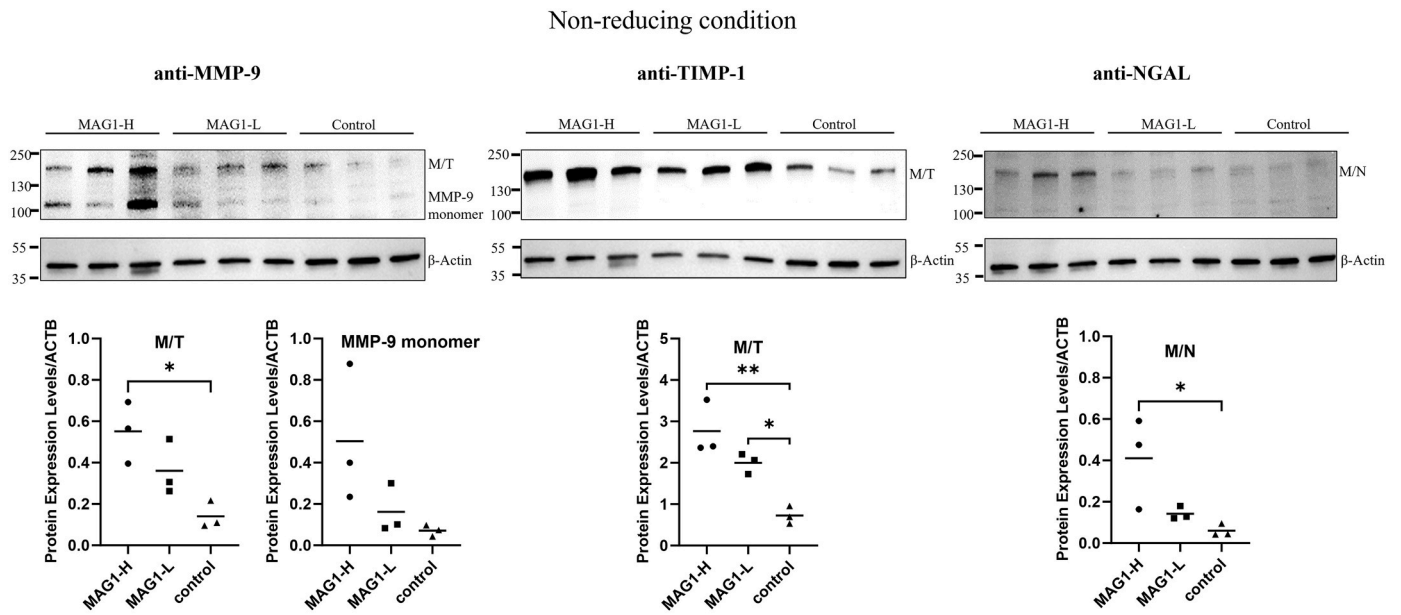 Non-reducing condition
anti-MMP-9
anti-TIMP-1
anti-NGAL
MAG1-H MAG1-L Control
MAG1-H MAG1-L Control
MAG1-H MAG1-L Control
250
130
100
M/T
MMP-9
monomer
55
35
β-Actin
250
130
100
M/T
55
35
β-Actin
250
130
100
M/N
55
35
β-Actin
Protein Expression Levels/ACTB
1.0
0.8
0.6
0.4
0.2
0.0
M/T
*
MAG1-H
MAG1-L
control
Protein Expression Levels/ACTB
1.0
0.8
0.6
0.4
0.2
0.0
MMP-9 monomer
MAG1-H
MAG1-L
control
Protein Expression Levels/ACTB
5
4
3
2
1
0
M/T
**
*
MAG1-H
MAG1-L
control
Protein Expression Levels/ACTB
1.0
0.8
0.6
0.4
0.2
0.0
M/N
*
MAG1-H
MAG1-L
control